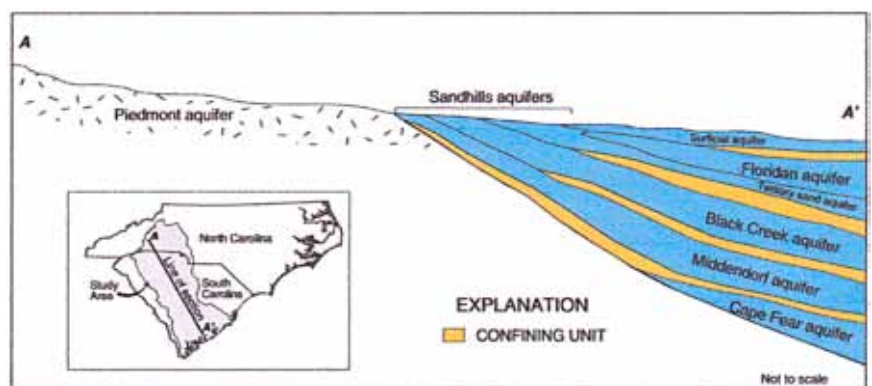 A
Sandhills aquifers
Piedmont aquifer
A'
Surficial aquifer
Floridan aquifer
Tertiary sand aquifer
Black Creek aquifer
Middendorf aquifer
Cape Fear aquifer
A
North Carolina
Line of section
South
Carolina
Study
Area
A'
EXPLANATION
CONFINING UNIT
Not to scale